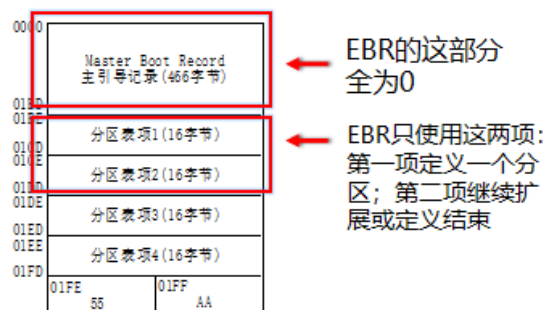 0000
Master Boot Record
主引导记录(466字节)
EBR的这部分
全为0
01BD
01BE
分区表项1(16字节)
EBR只使用这两项：
01CD
01CE
第一项定义一个分
分区表项2(16字节)
区；第二项继续扩
01DD
01DE
展或定义结束
分区表项3(16字节)
01ED
01EE
分区表项4(16字节)
01FD
01FE
01FF
55
AA